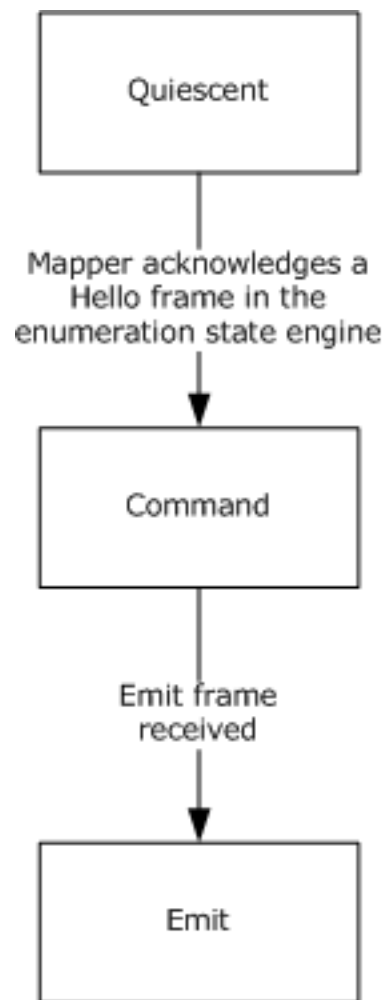 Quiescent
Mapper acknowledges a
Hello frame in the
enumeration state engine
Command
Emit frame
received
Emit